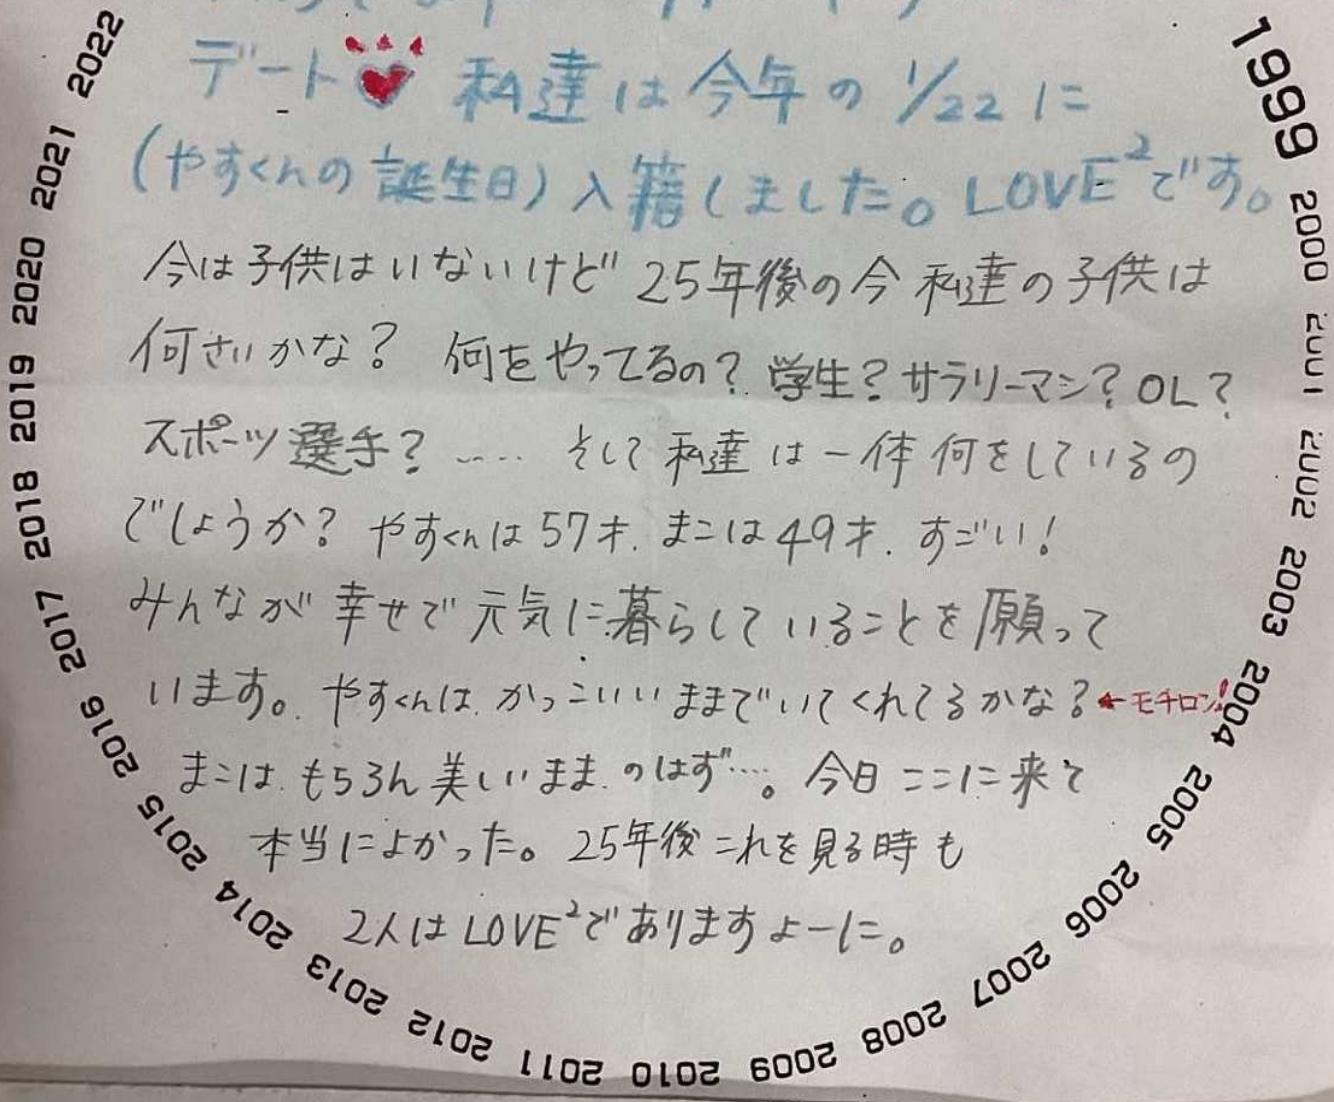 デート♥ 私達は今年の1/22に
(やすくんの誕生日)入籍しました。LOVE²です。
今は子供はいないけど 25年後の今 私達の子供は
何さいかな? 何をやってるの? 学生? サラリーマン? OL?
スポーツ選手? ..... そして 私達は一体何をしているの
でしょうか? やすくんは57才. まこは49才. すごい!
みんなが幸せで元気に暮らしていることを願って
います。やすくんは かっこいいままでいてくれてるかな? ←モチロン!
まこは もちろん美しいまま のはず…。今日ここに来て
本当によかった。25年後これを見る時も
2人はLOVE²でありますよーに。
1999
2000
2001
2002
2003
2004
2005
2006
2007
2008
2009
2010
2011
2012
2013
2014
2015
2016
2017
2018
2019
2020
2021
2022